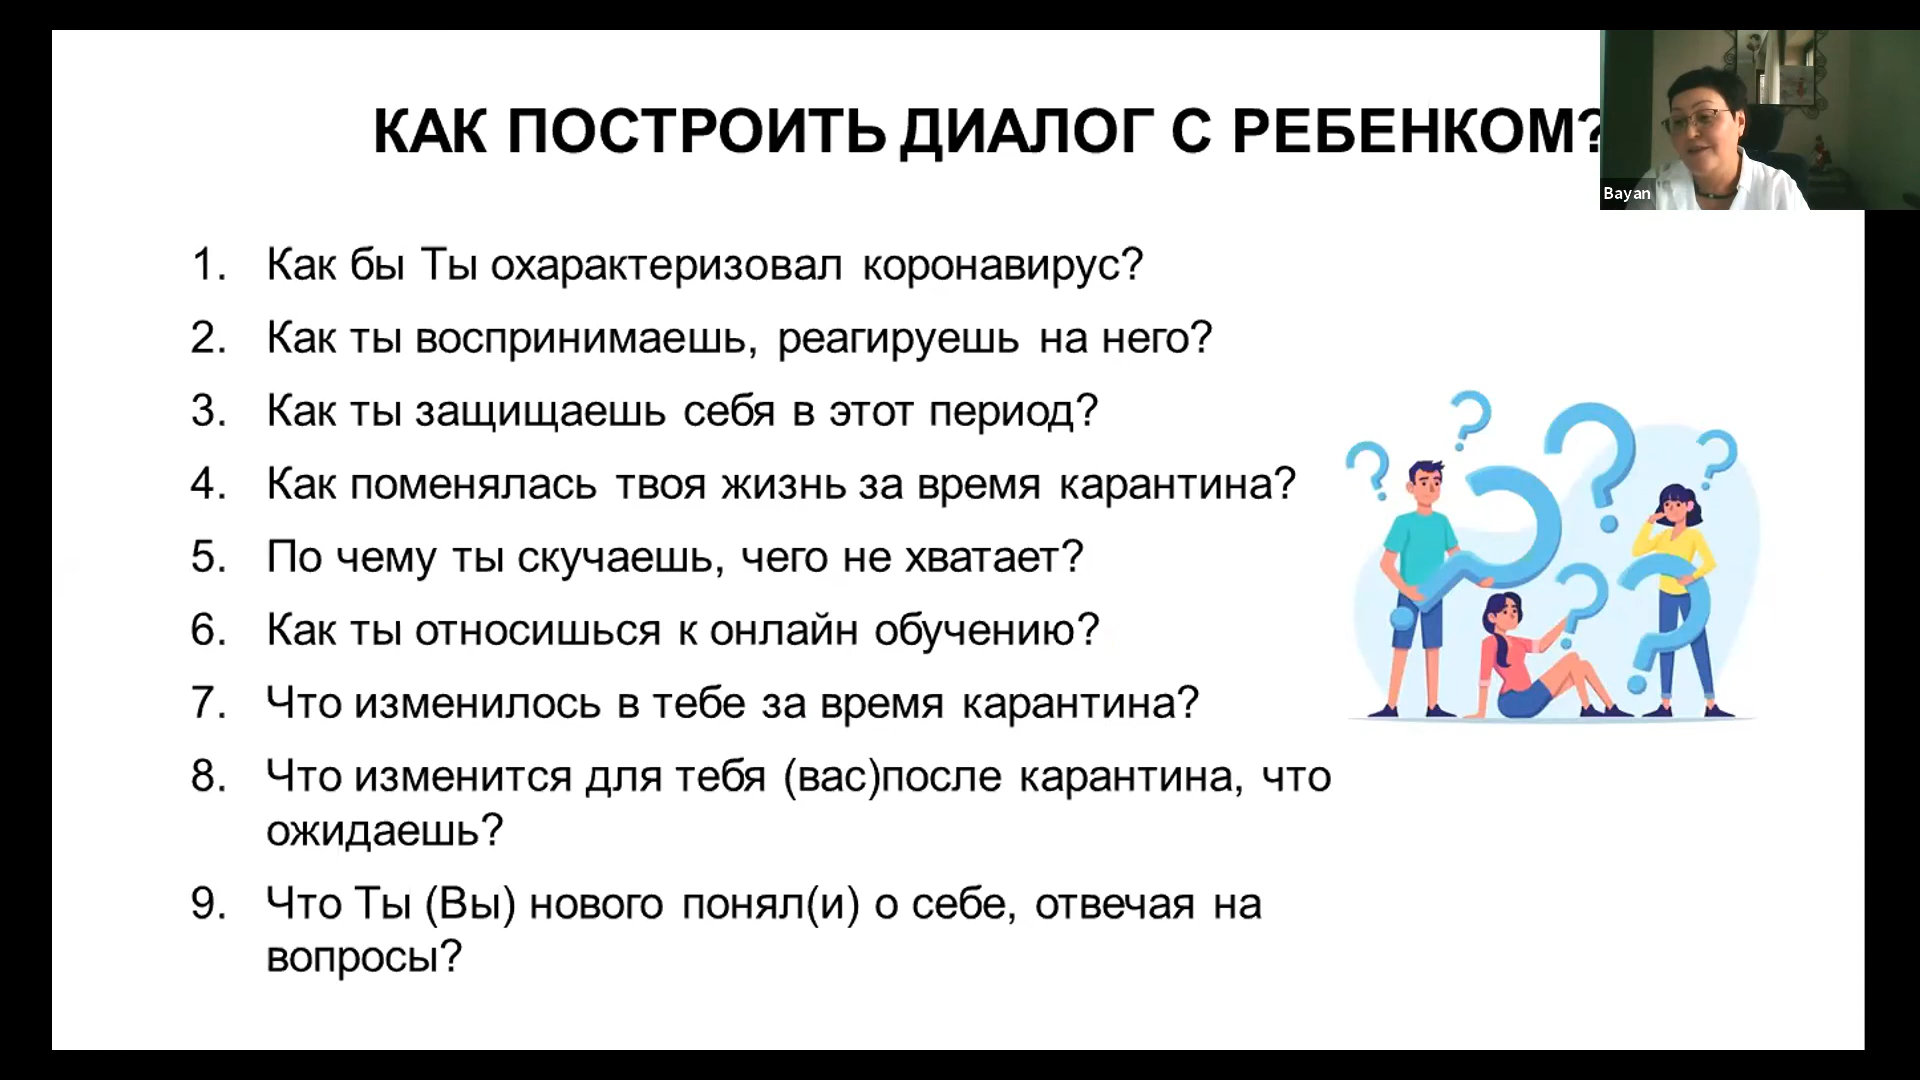 КАК ПОСТРОИТЬ ДИАЛОГ С РЕБЕНКОМ?
Bayan
1. Как бы Ты охарактеризовал коронавирус?
2. Как ты воспринимаешь, реагируешь на него?
3. Как ты защищаешь себя в этот период?
4. Как поменялась твоя жизнь за время карантина?
5. По чему ты скучаешь, чего не хватает?
6. Как ты относишься к онлайн обучению?
7. Что изменилось в тебе за время карантина?
8. Что изменится для тебя (вас)после карантина, что
ожидаешь?
9. Что Ты (Вы) нового понял(и) о себе, отвечая на
вопросы?